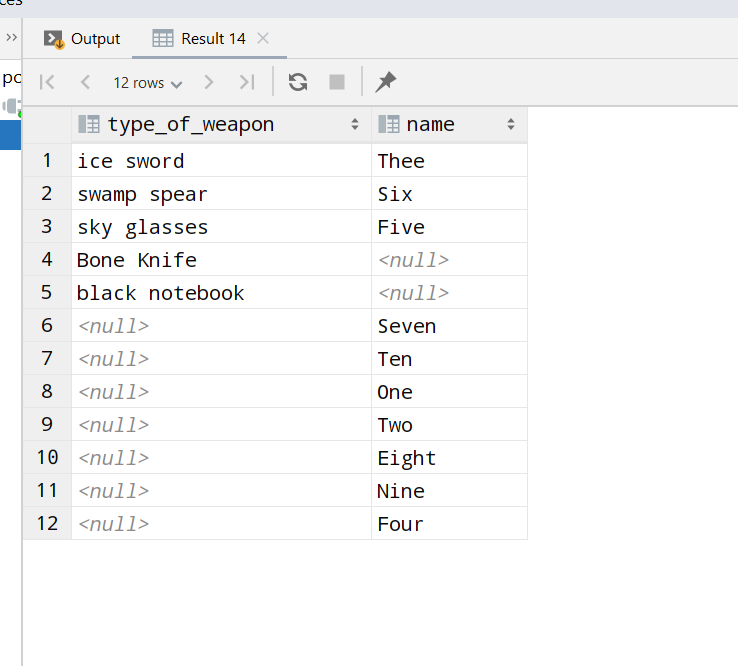 ces
>> Output Result 14
po 12 rows
type_of_weapon name
1 ice sword Thee
2 swamp spear Six
3 sky glasses Five
4 Bone Knife <null>
5 black notebook <null>
6 <null> Seven
7 <null> Ten
8 <null> One
9 <null> Two
10 <null> Eight
11 <null> Nine
12 <null> Four